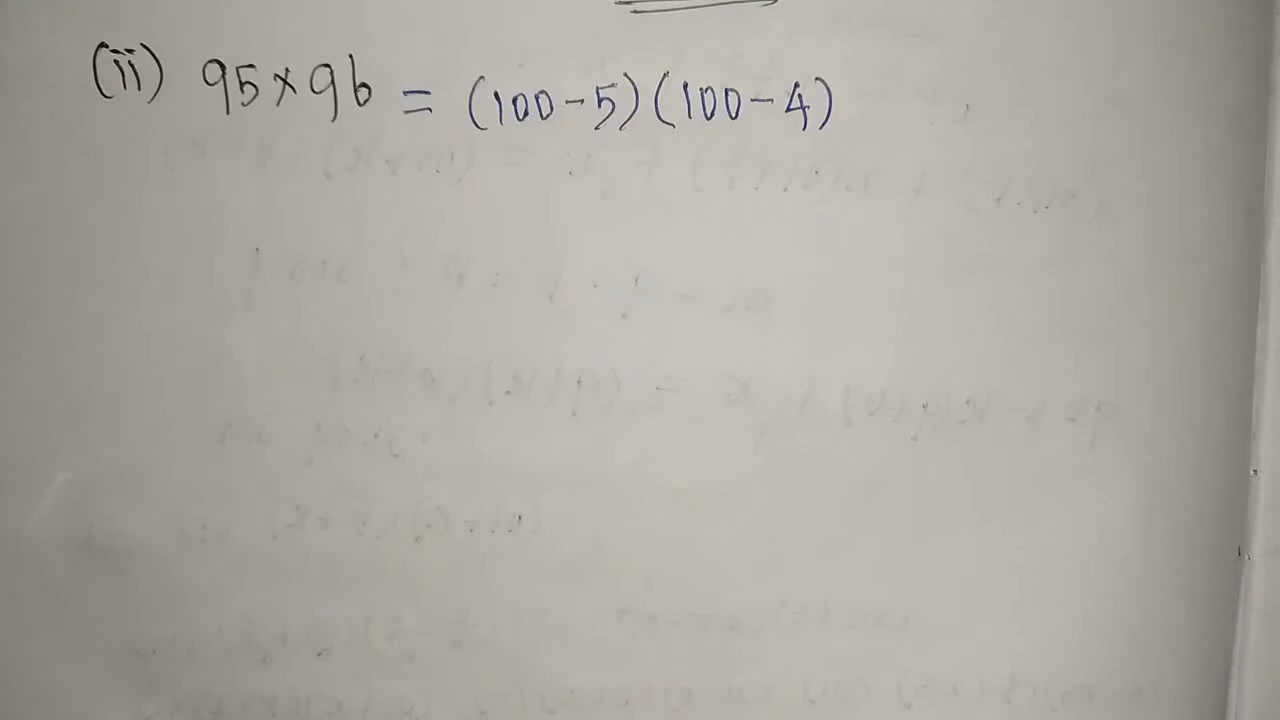 (ii) 95×96 = (100-5)(100-4)